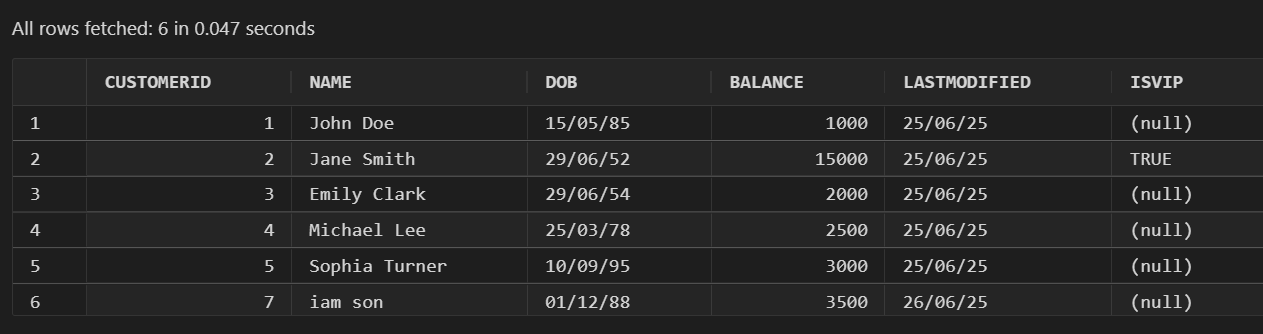 All rows fetched: 6 in 0.047 seconds
CUSTOMERID NAME DOB BALANCE LASTMODIFIED ISVIP
1 1 John Doe 15/05/85 1000 25/06/25 (null)
2 2 Jane Smith 29/06/52 15000 25/06/25 TRUE
3 3 Emily Clark 29/06/54 2000 25/06/25 (null)
4 4 Michael Lee 25/03/78 2500 25/06/25 (null)
5 5 Sophia Turner 10/09/95 3000 25/06/25 (null)
6 7 iam son 01/12/88 3500 26/06/25 (null)